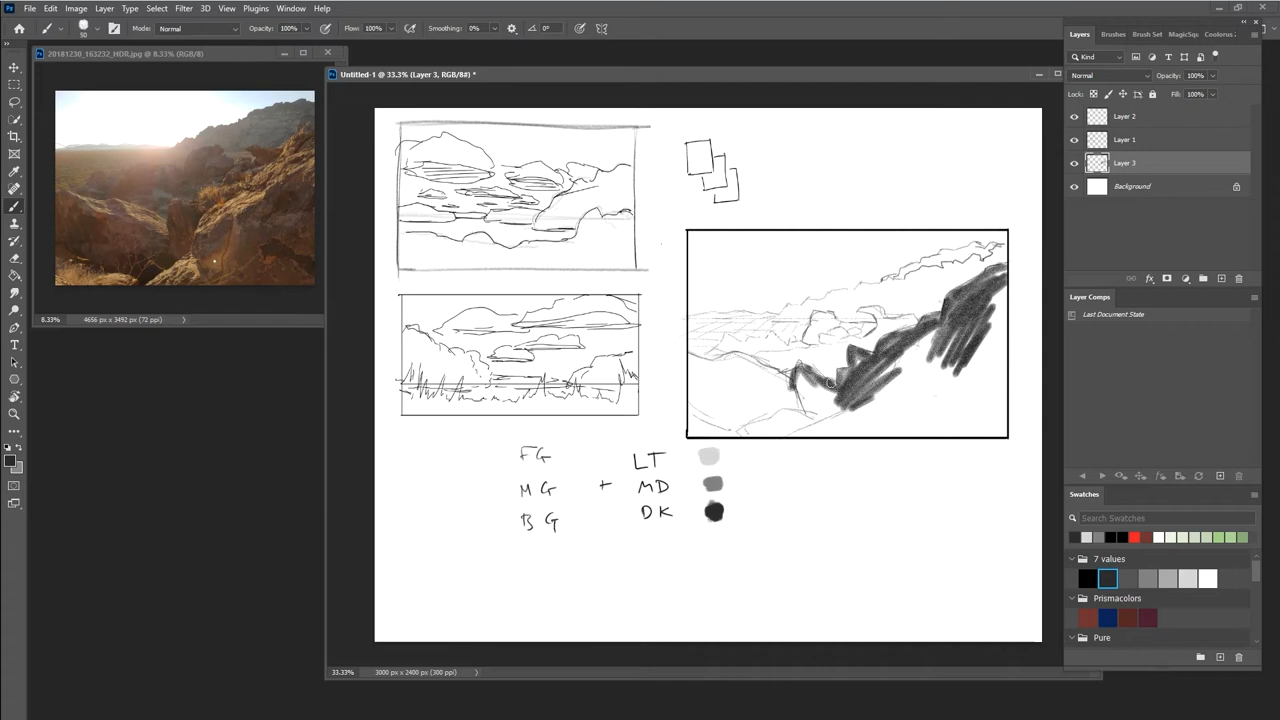 File Edit Image Layer Type Select Filter 3D View Plugins Window Help
50 Mode: Normal Opacity: 100% Flow: 100% Smoothing: 0% 0°
20181230_163232_HDR.jpg @ 8.33% (RGB/8)
8.33% 4656 px x 3492 px (72 ppi)
Untitled-1 @ 33.3% (Layer 3, RGB/8#) *
FG LT
MG + MD
BG DK
33.33% 3000 px x 2400 px (300 ppi)
Layers Brushes Brush Set MagicSqu Coolorus
Kind
Normal Opacity: 100%
Lock: Fill: 100%
Layer 2
Layer 1
Layer 3
Background
Layer Comps
Last Document State
Swatches
Search Swatches
7 values
Prismacolors
Pure